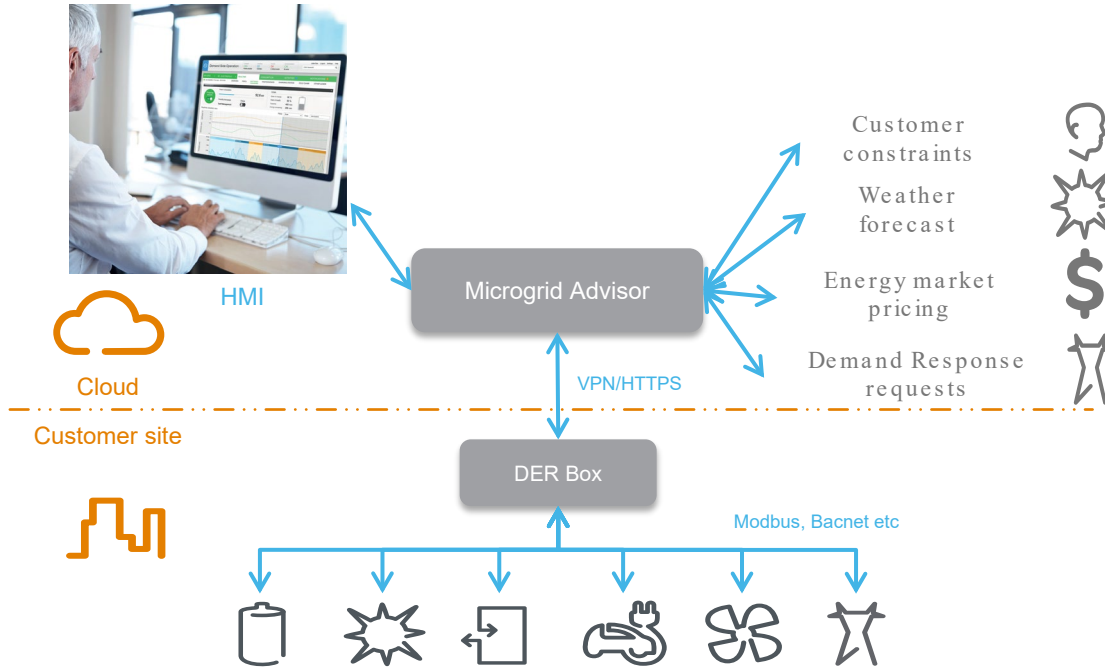 Customer
constraints
Weather
forecast
HMI
Microgrid Advisor
Energy market
pricing
Cloud
VPN/HTTPS
Demand Response
requests
Customer site
DER Box
Modbus, Bacnet etc